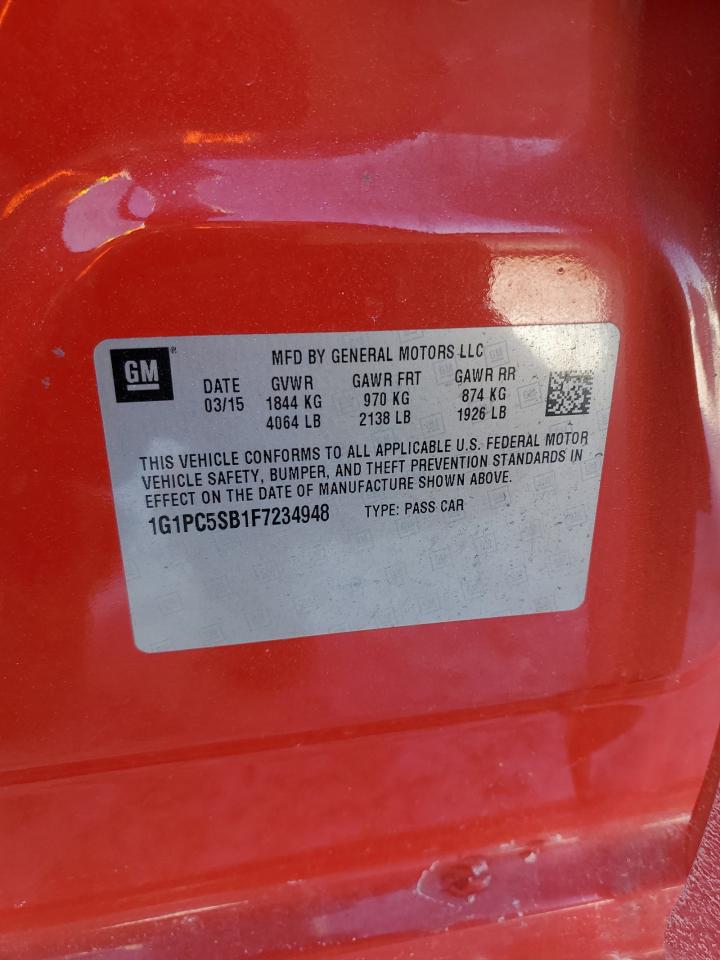 GM ® MFD BY GENERAL MOTORS LLC
DATE GVWR GAWR FRT GAWR RR
03/15 1844 KG 970 KG 874 KG
4064 LB 2138 LB 1926 LB
THIS VEHICLE CONFORMS TO ALL APPLICABLE U.S. FEDERAL MOTOR
VEHICLE SAFETY, BUMPER, AND THEFT PREVENTION STANDARDS IN
EFFECT ON THE DATE OF MANUFACTURE SHOWN ABOVE.
1G1PC5SB1F7234948 TYPE: PASS CAR